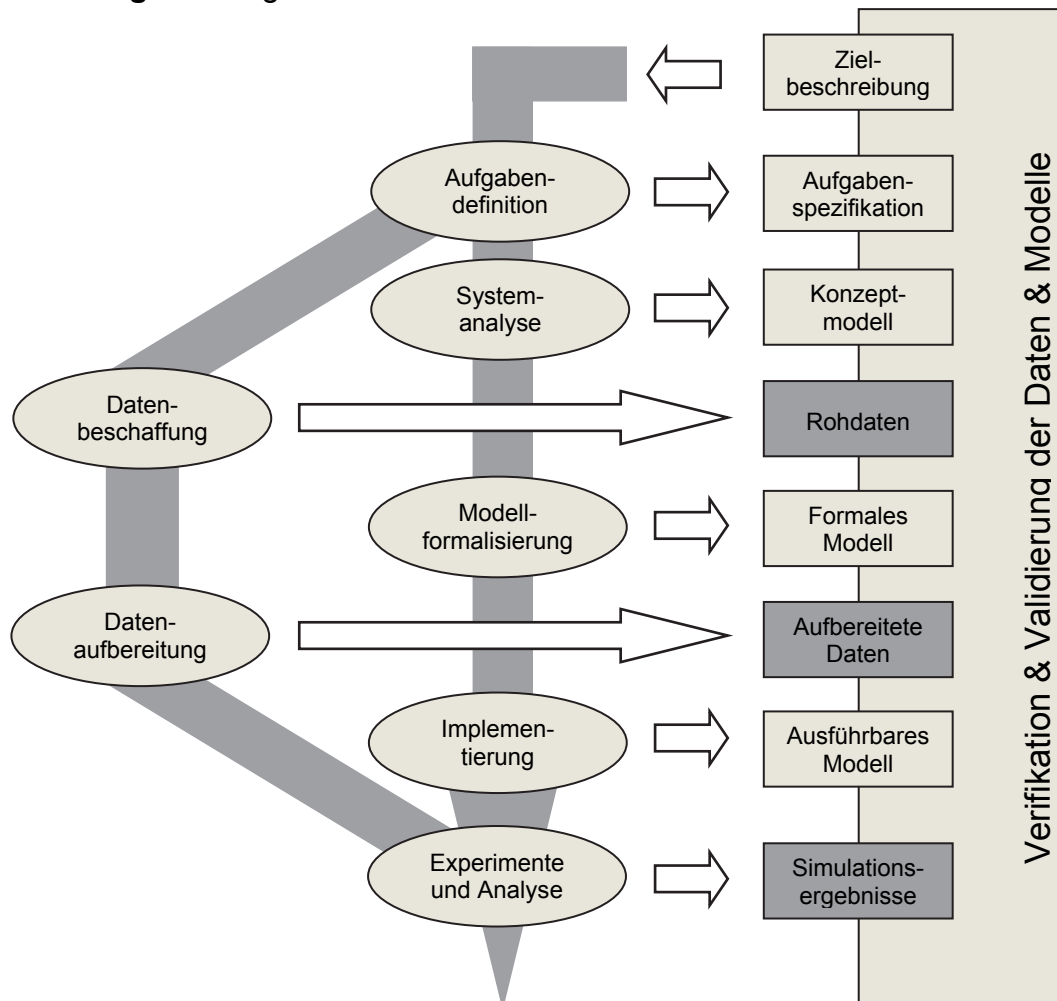 Ziel-
beschreibung
Aufgaben-
definition
Aufgaben-
spezifikation
System-
analyse
Konzept-
modell
Daten-
beschaffung
Rohdaten
Modell-
formalisierung
Formales
Modell
Daten-
aufbereitung
Aufbereitete
Daten
Implemen-
tierung
Ausführbares
Modell
Experimente
und Analyse
Simulations-
ergebnisse
Verifikation & Validierung der Daten & Modelle